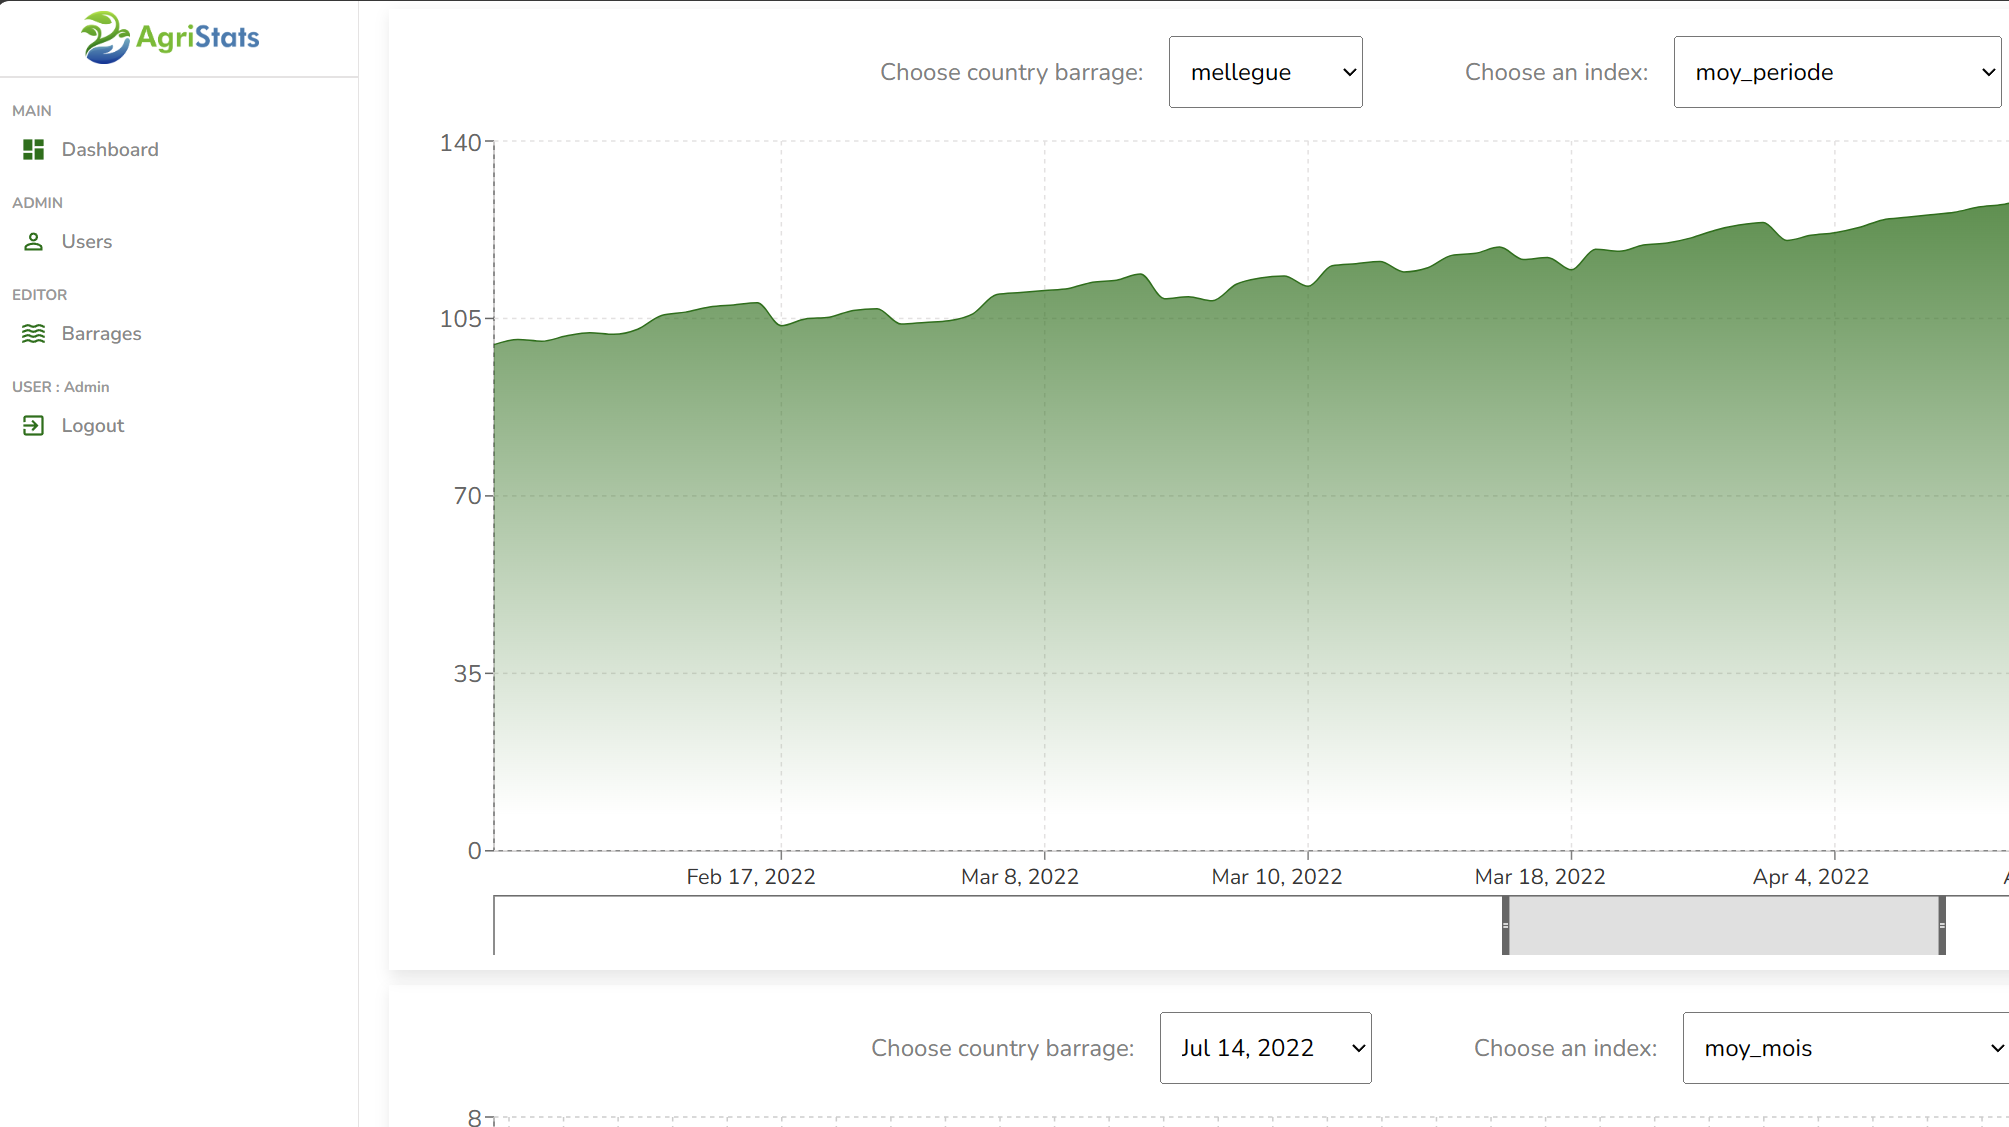 AgriStats
MAIN
Dashboard
ADMIN
Users
EDITOR
Barrages
USER : Admin
Logout
Choose country barrage: mellegue Choose an index: moy_periode
140
105
70
35
0
Feb 17, 2022 Mar 8, 2022 Mar 10, 2022 Mar 18, 2022 Apr 4, 2022
Choose country barrage: Jul 14, 2022 Choose an index: moy_mois
8